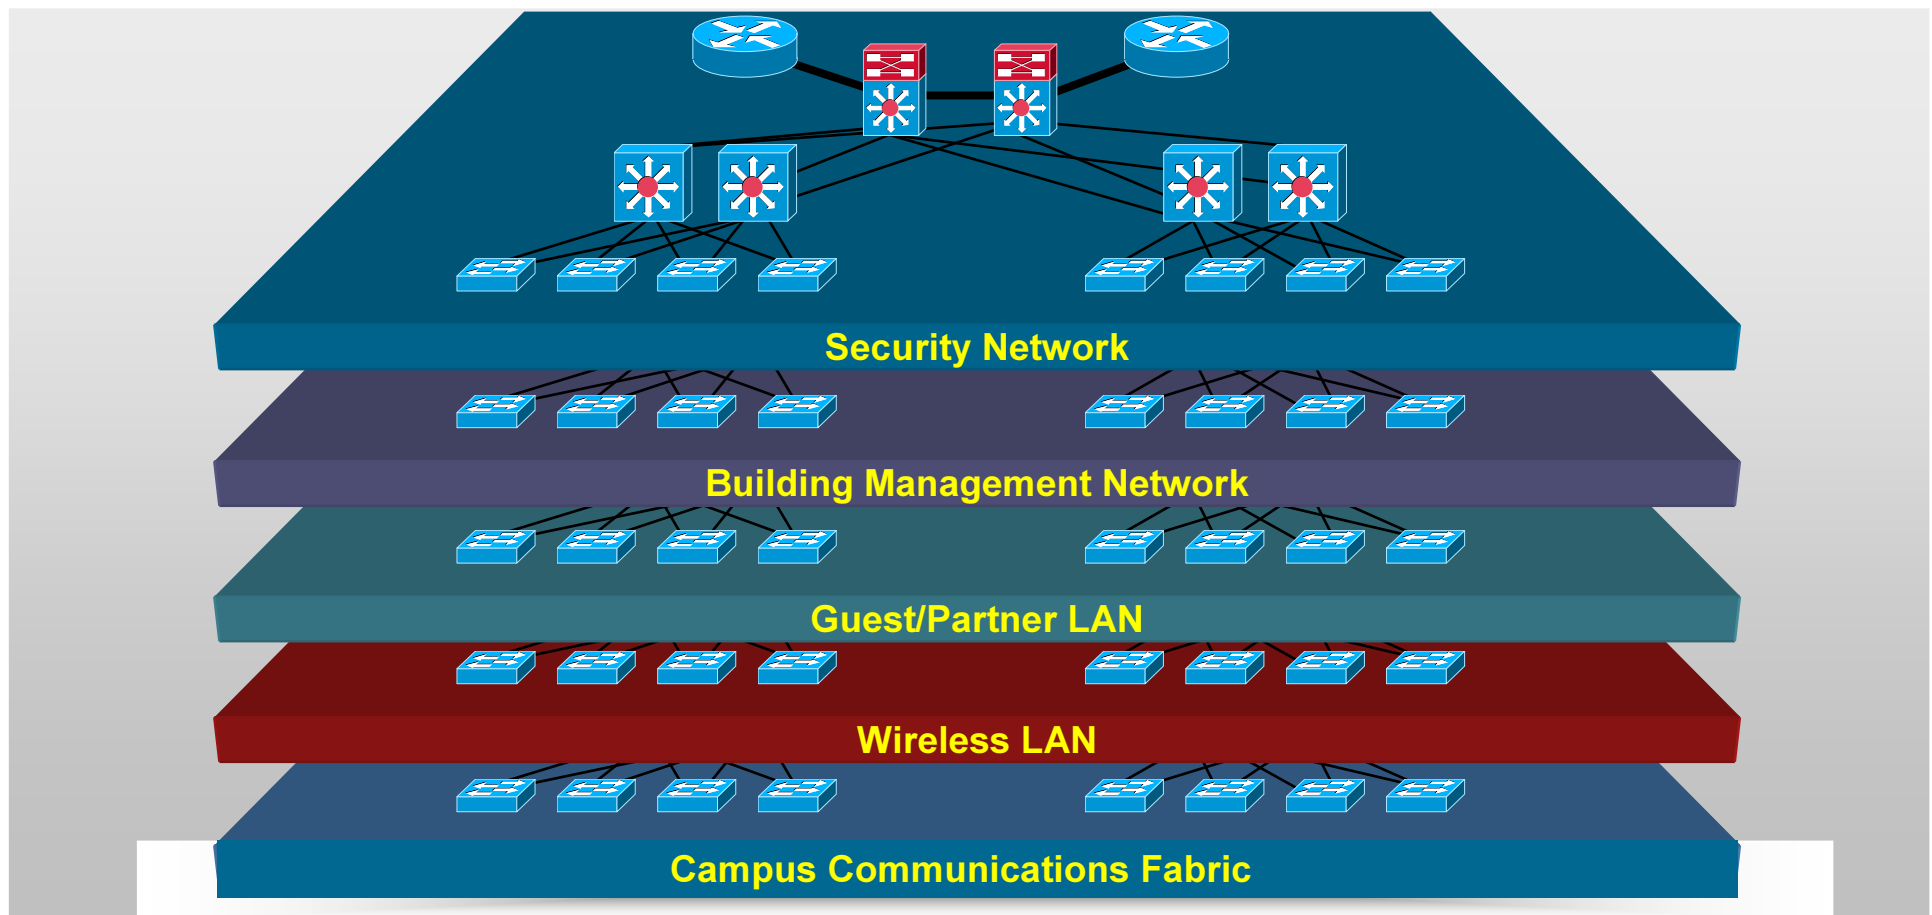 Security Network
Building Management Network
Guest/Partner LAN
Wireless LAN
Campus Communications Fabric